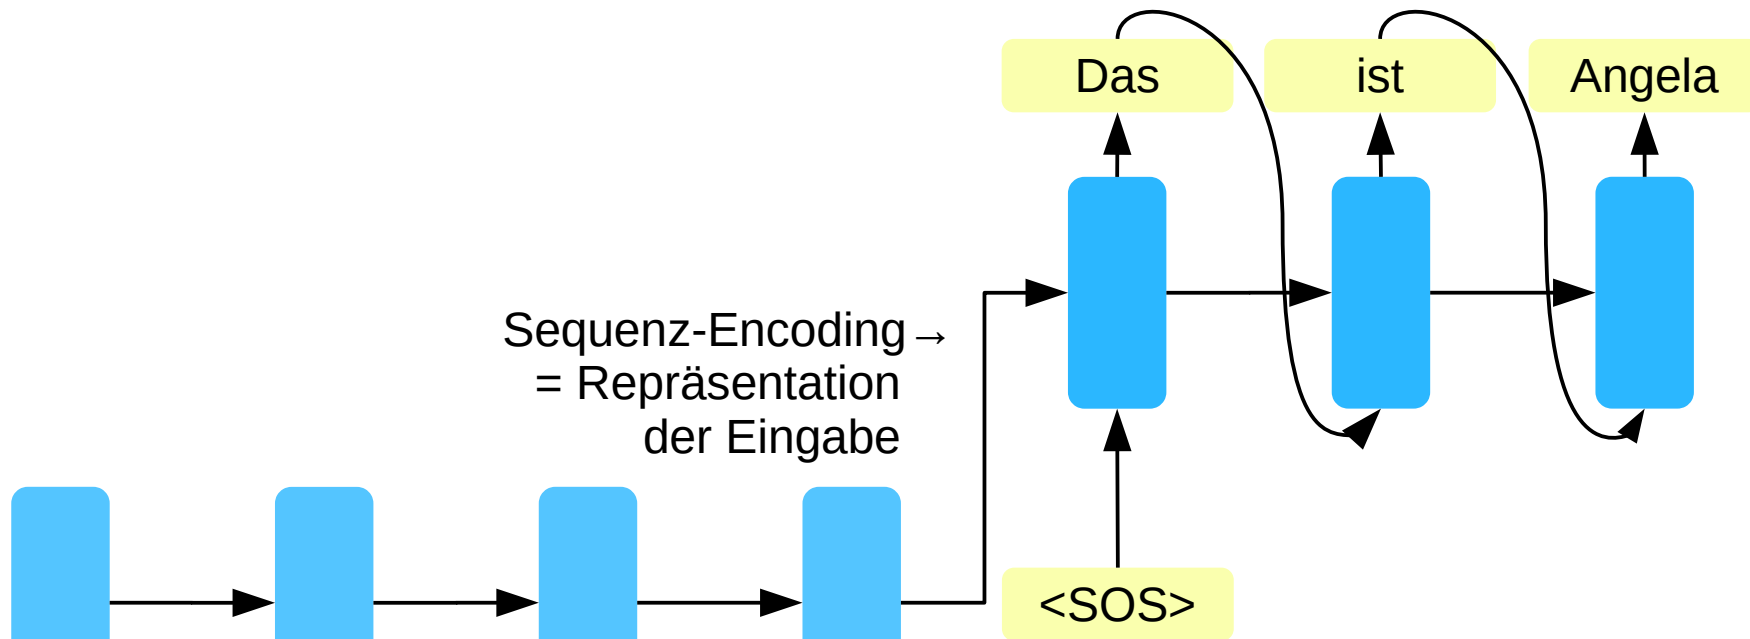 Das
ist
Angela
Sequenz-Encoding→
= Repräsentation
der Eingabe
<SOS>